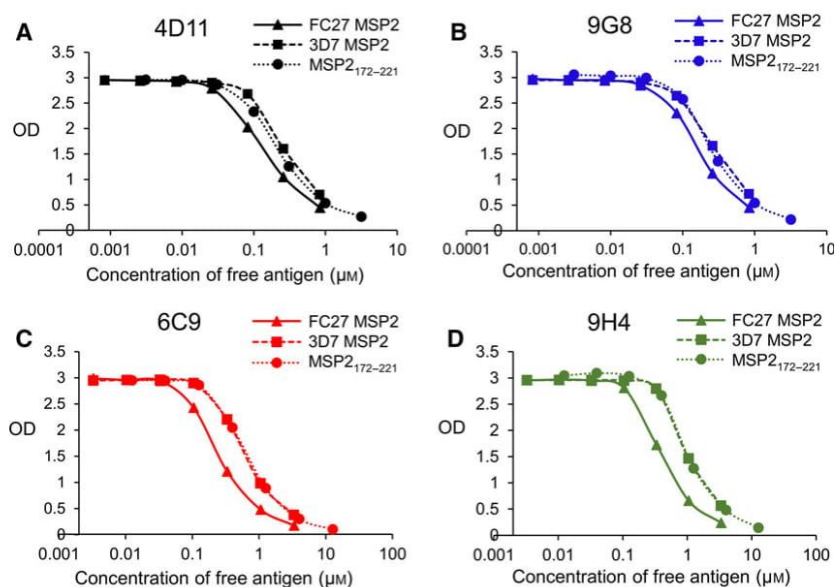 A
4D11
FC27 MSP2
3D7 MSP2
MSP2172–221
3.5
3
2.5
2
1.5
1
0.5
0
OD
0.0001 0.001 0.01 0.1 1 10
Concentration of free antigen (μM)
B
9G8
FC27 MSP2
3D7 MSP2
MSP2172–221
3.5
3
2.5
2
1.5
1
0.5
0
OD
0.0001 0.001 0.01 0.1 1 10
Concentration of free antigen (μM)
C
6C9
FC27 MSP2
3D7 MSP2
MSP2172–221
3.5
3
2.5
2
1.5
1
0.5
0
OD
0.001 0.01 0.1 1 10 100
Concentration of free antigen (μM)
D
9H4
FC27 MSP2
3D7 MSP2
MSP2172–221
3.5
3
2.5
2
1.5
1
0.5
0
OD
0.001 0.01 0.1 1 10 100
Concentration of free antigen (μM)